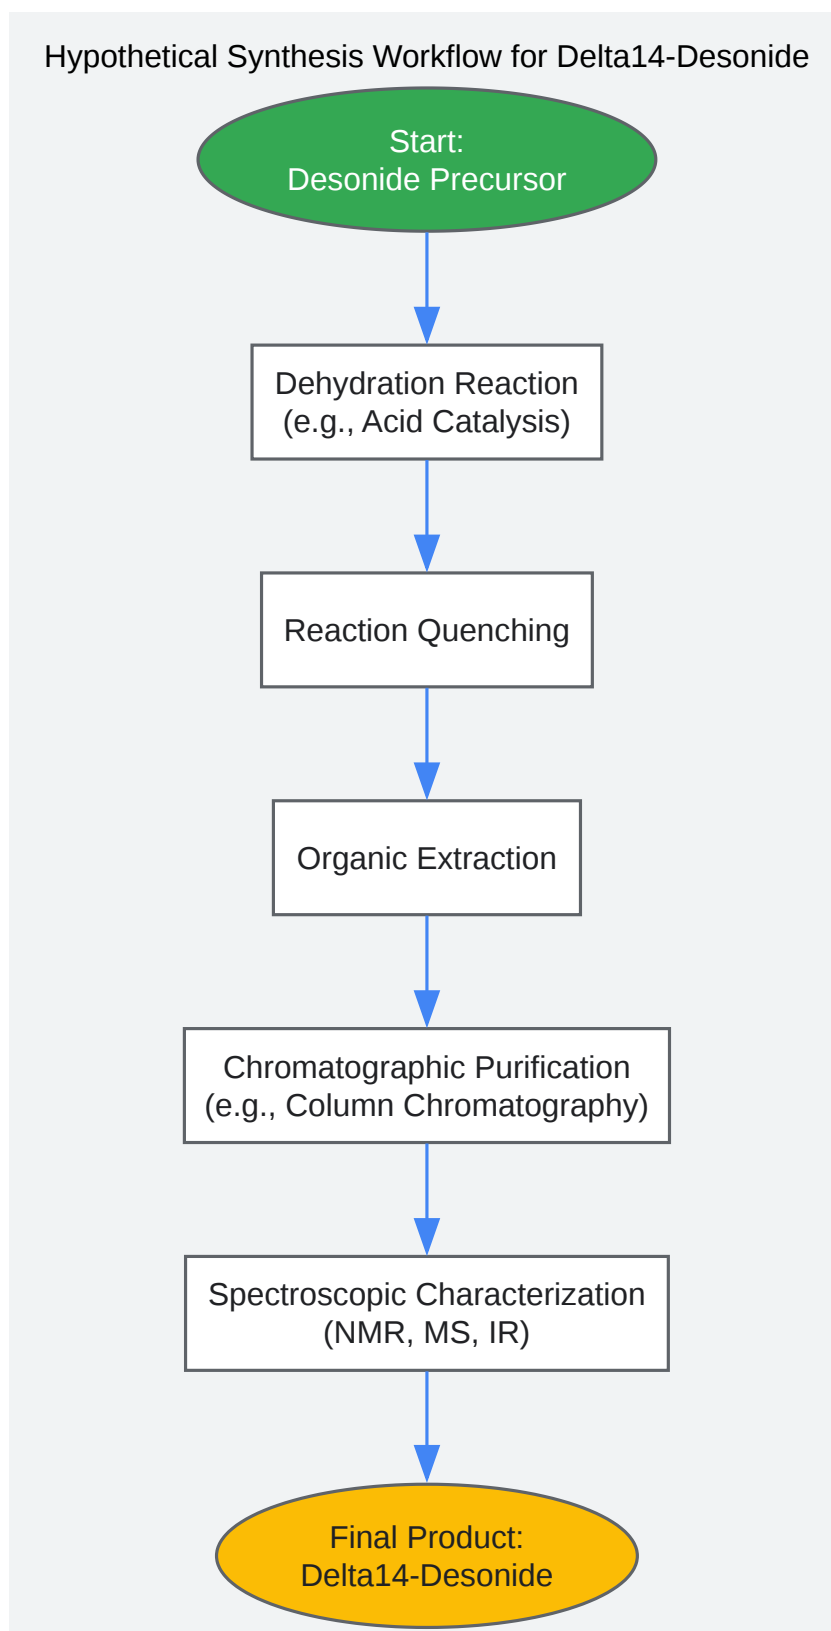 Hypothetical Synthesis Workflow for Delta14-Desonide
Start:
Desonide Precursor
Dehydration Reaction
(e.g., Acid Catalysis)
Reaction Quenching
Organic Extraction
Chromatographic Purification
(e.g., Column Chromatography)
Spectroscopic Characterization
(NMR, MS, IR)
Final Product:
Delta14-Desonide